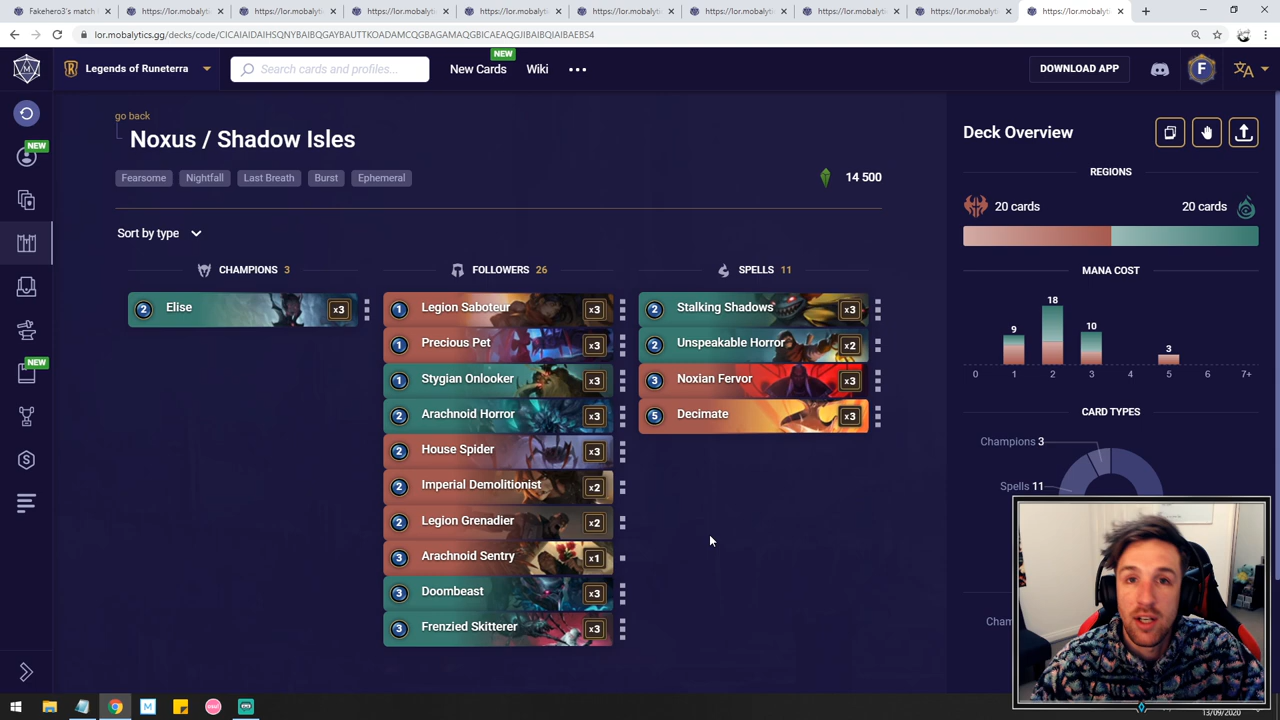 Fakehero3's match
https://lor.mobalytic
https://lor.mobalytic
https://lor.mobalytic
https://lor.mobalytic
https://lor.mobalytic
https://lor.mobalytic
https://lor.mobalytic
https://lor.mobalytic
https://lor.mobalytic
lor.mobalytics.gg/decks/code/CICAIAIDAIHSQNYBAIBQGAYBAUTTKOADAMCQGBAGAMAQGBICAEAQGJIBAIBQIAIBAEBS4
Legends of Runeterra
Search cards and profiles...
NEW
New Cards
Wiki
DOWNLOAD APP
F
go back
Noxus / Shadow Isles
Fearsome
Nightfall
Last Breath
Burst
Ephemeral
14 500
Sort by type
NEW
NEW
CHAMPIONS 3
2 Elise x3
FOLLOWERS 26
1 Legion Saboteur x3
1 Precious Pet x3
1 Stygian Onlooker x3
2 Arachnoid Horror x3
2 House Spider x3
2 Imperial Demolitionist x2
2 Legion Grenadier x2
3 Arachnoid Sentry x1
3 Doombeast x3
3 Frenzied Skitterer x3
SPELLS 11
2 Stalking Shadows x3
2 Unspeakable Horror x2
3 Noxian Fervor x3
5 Decimate x3
Deck Overview
REGIONS
20 cards
20 cards
MANA COST
9
18
10
3
0 1 2 3 4 5 6 7+
CARD TYPES
Champions 3
Spells 11
Cham
13/09/2020